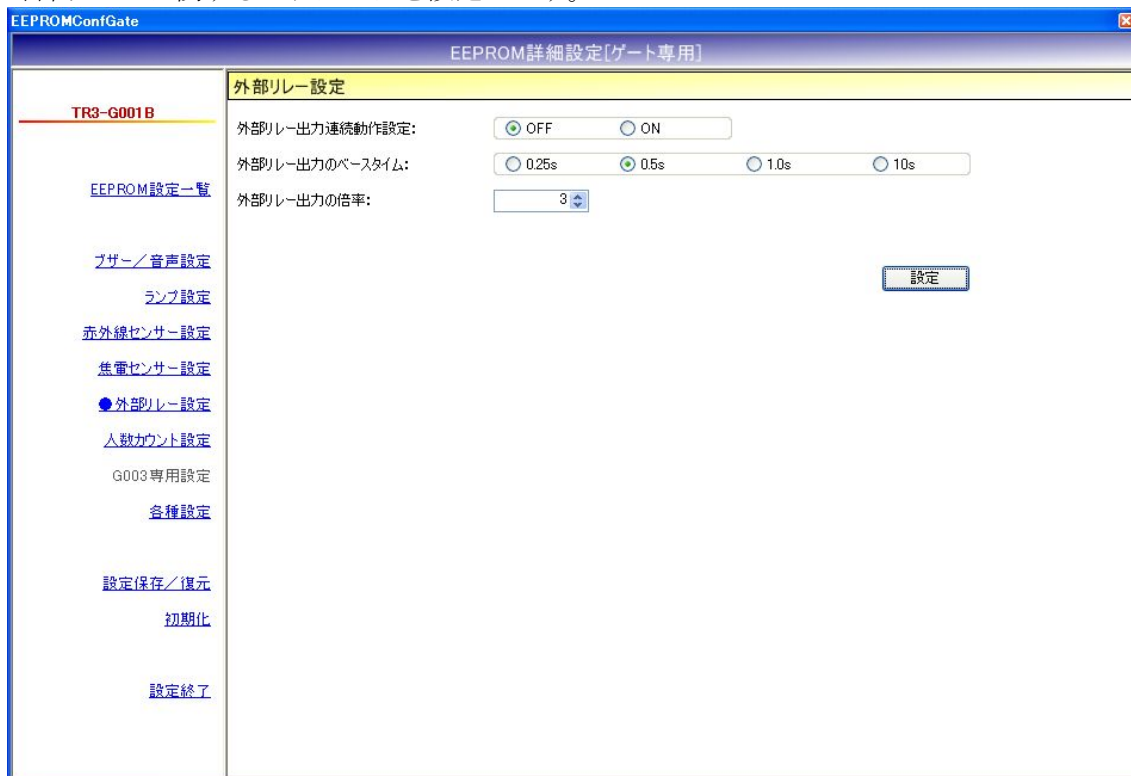 EEPROMConfGate
EEPROM詳細設定[ゲート専用]
TR3-G001B
EEPROM設定一覧
ブザー／音声設定
ランプ設定
赤外線センサー設定
焦電センサー設定
●外部リレー設定
人数カウント設定
G003専用設定
各種設定
設定保存／復元
初期化
設定終了
外部リレー設定
外部リレー出力連続動作設定: OFF ON
外部リレー出力のベースタイム: 0.25s 0.5s 1.0s 10s
外部リレー出力の倍率: 3
設定